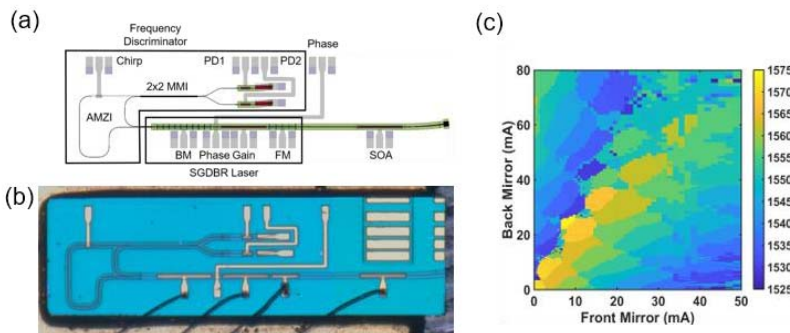 (a)
Frequency
Discriminator
Phase
Chirp
PD1
PD2
2x2 MMI
AMZI
BM
Phase
Gain
FM
SOA
SGDBR Laser
(b)
(c)
Back Mirror (mA)
80
60
40
20
0
0
10
20
30
40
50
Front Mirror (mA)
1575
1570
1565
1560
1555
1550
1545
1540
1535
1530
1525